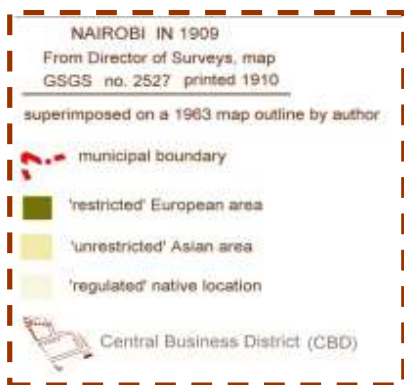 NAIROBI IN 1909
From Director of Surveys, map
GSGS no. 2527 printed 1910
superimposed on a 1963 map outline by author
municipal boundary
'restricted' European area
'unrestricted' Asian area
'regulated' native location
Central Business District (CBD)